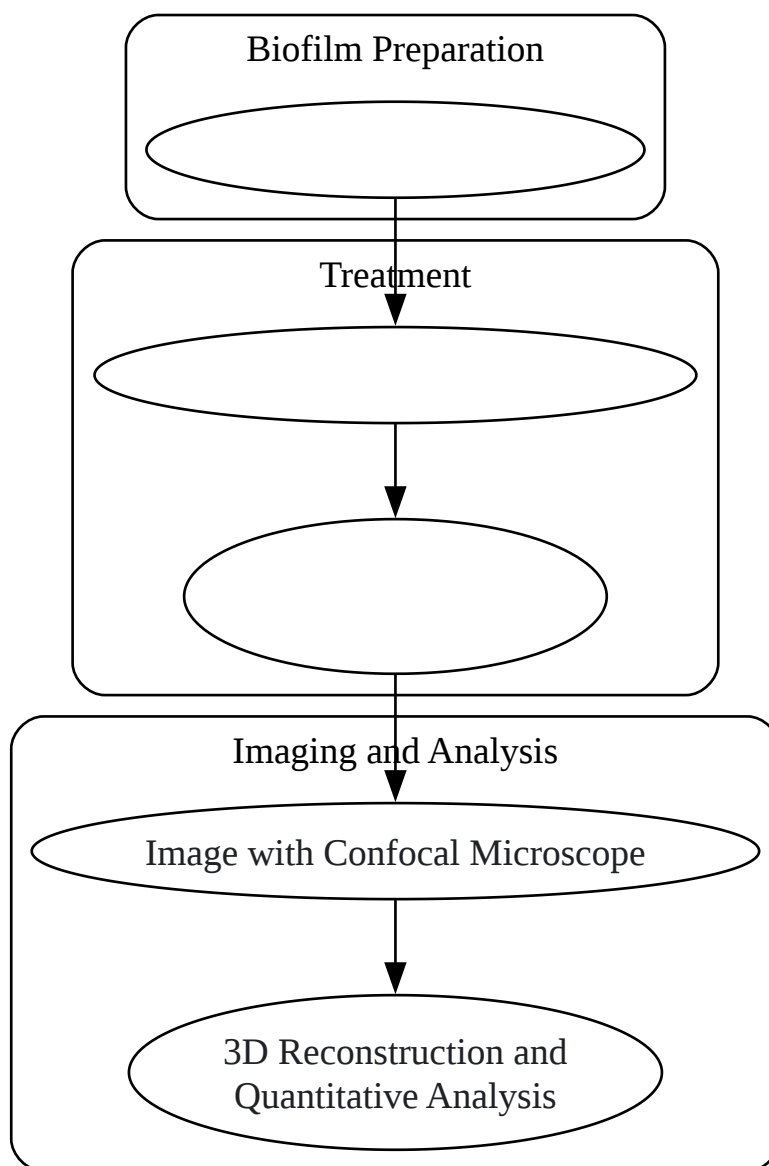 Biofilm Preparation
Treatment
Imaging and Analysis
Image with Confocal Microscope
3D Reconstruction and
Quantitative Analysis